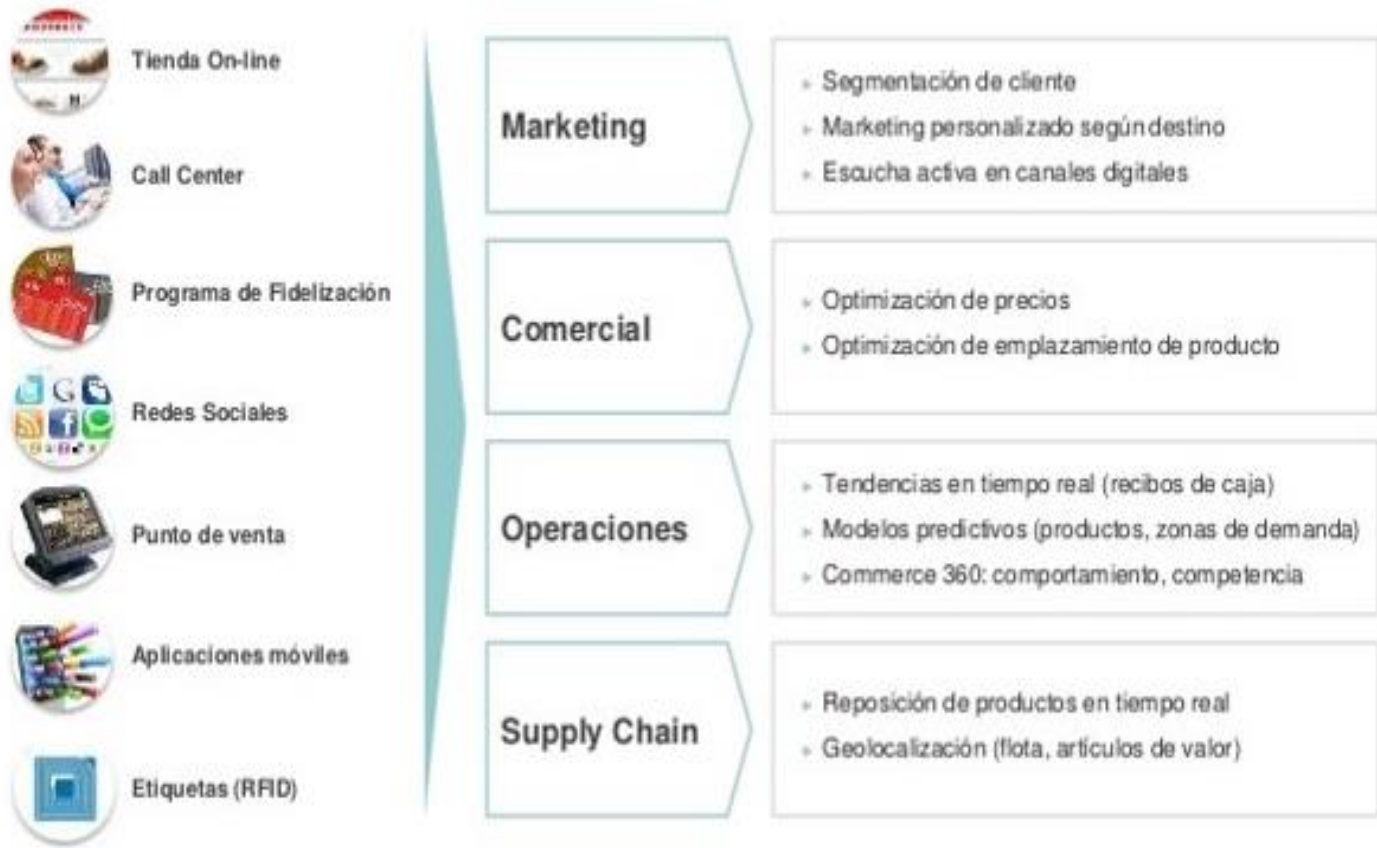 Tienda On-line
Call Center
Programa de Fidelización
Redes Sociales
Punto de venta
Aplicaciones móviles
Etiquetas (RFID)
Marketing
Segmentación de cliente
Marketing personalizado según destino
Escucha activa en canales digitales
Comercial
Optimización de precios
Optimización de emplazamiento de producto
Operaciones
Tendencias en tiempo real (recibos de caja)
Modelos predictivos (productos, zonas de demanda)
Commerce 360: comportamiento, competencia
Supply Chain
Reposición de productos en tiempo real
Geolocalización (flota, artículos de valor)